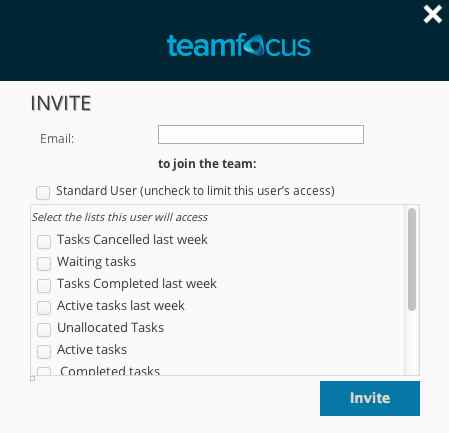 teamfocus
INVITE
Email:
to join the team:
Standard User (uncheck to limit this user's access)
Select the lists this user will access
Tasks Cancelled last week
Waiting tasks
Tasks Completed last week
Active tasks last week
Unallocated Tasks
Active tasks
Completed tasks
Invite